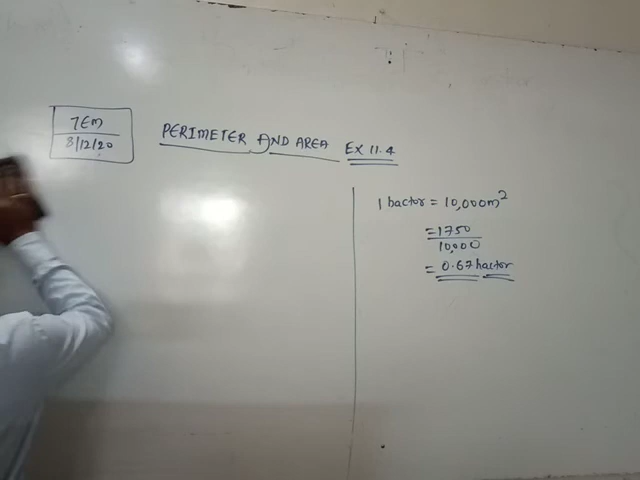 7EM
8/12/20
PERIMETER AND AREA Ex 11.4
1 hactor = 10,000m²
= 1750
10,000
= 0.67 hactor